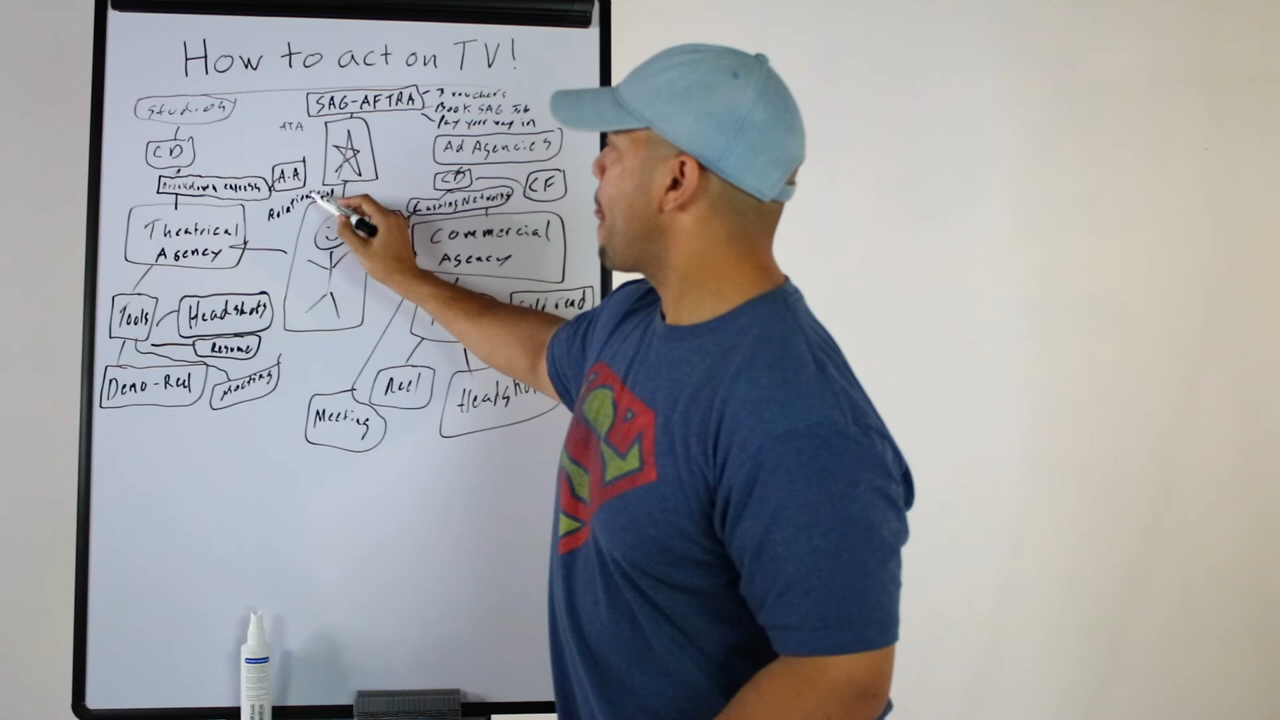 How to act on TV!
Studios
SAG-AFTRA
3 vouchers
Book SAG Job
Pay your way in
ATA
CD
Ad Agencies
Breakdown express
A.A
CD
CF
Casting Networks
Theatrical
Agency
Commercial
Agency
Tools
Headshots
Resume
Demo-Reel
Meeting
Reel
Meeting